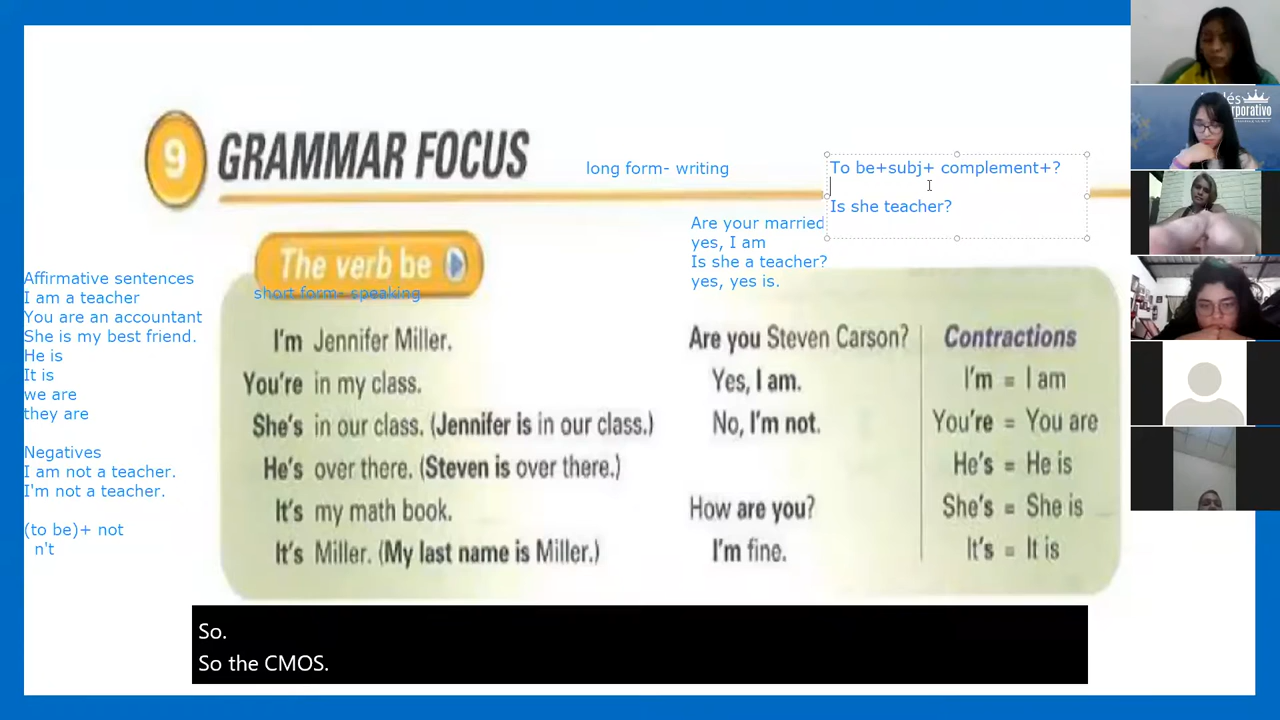 9 GRAMMAR FOCUS
long form- writing
To be+subj+ complement+?
Is she teacher?
Are your married
yes, I am
Is she a teacher?
yes, yes is.
The verb be
short form- speaking
Affirmative sentences
I am a teacher
You are an accountant
She is my best friend.
He is
It is
we are
they are
Negatives
I am not a teacher.
I'm not a teacher.
(to be)+ not
n't
I'm Jennifer Miller.
You're in my class.
She's in our class. (Jennifer is in our class.)
He's over there. (Steven is over there.)
It's my math book.
It's Miller. (My last name is Miller.)
Are you Steven Carson?
Yes, I am.
No, I'm not.
How are you?
I'm fine.
Contractions
I'm = I am
You're = You are
He's = He is
She's = She is
It's = It is
So.
So the CMOS.